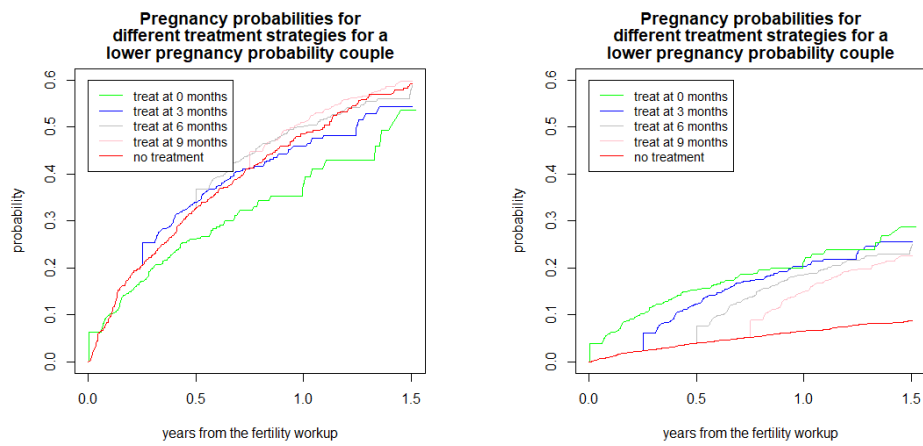 Pregnancy probabilities for
different treatment strategies for a
lower pregnancy probability couple
probability
0.6
0.5
0.4
0.3
0.2
0.1
0.0
treat at 0 months
treat at 3 months
treat at 6 months
treat at 9 months
no treatment
0.0 0.5 1.0 1.5
years from the fertility workup
Pregnancy probabilities for
different treatment strategies for a
lower pregnancy probability couple
probability
0.6
0.5
0.4
0.3
0.2
0.1
0.0
treat at 0 months
treat at 3 months
treat at 6 months
treat at 9 months
no treatment
0.0 0.5 1.0 1.5
years from the fertility workup